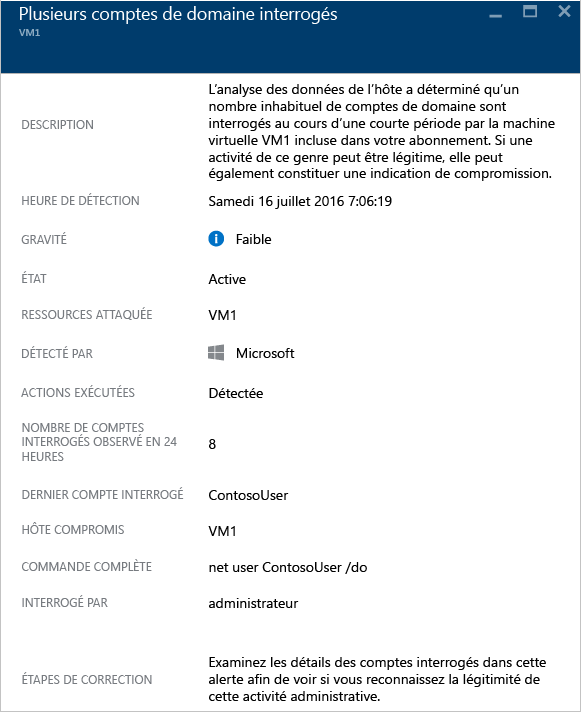 Plusieurs comptes de domaine interrogés
VM1
DESCRIPTION
L'analyse des données de l'hôte a déterminé qu'un
nombre inhabituel de comptes de domaine sont
interrogés au cours d'une courte période par la machine
virtuelle VM1 incluse dans votre abonnement. Si une
activité de ce genre peut être légitime, elle peut
également constituer une indication de compromission.
HEURE DE DÉTECTION
Samedi 16 juillet 2016 7:06:19
GRAVITÉ
Faible
ÉTAT
Active
RESSOURCES ATTAQUÉE
VM1
DÉTECTÉ PAR
Microsoft
ACTIONS EXÉCUTÉES
Détectée
NOMBRE DE COMPTES
INTERROGÉS OBSERVÉ EN 24
HEURES
8
DERNIER COMPTE INTERROGÉ
ContosoUser
HÔTE COMPROMIS
VM1
COMMANDE COMPLÈTE
net user ContosoUser /do
INTERROGÉ PAR
administrateur
ÉTAPES DE CORRECTION
Examinez les détails des comptes interrogés dans cette
alerte afin de voir si vous reconnaissez la légitimité de
cette activité administrative.